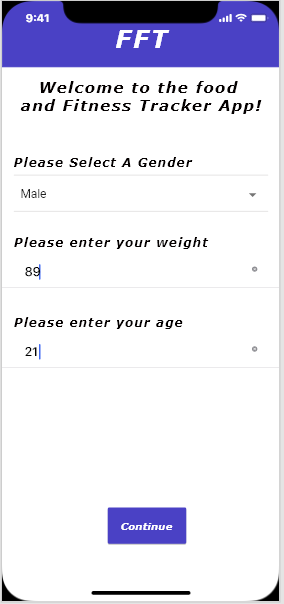 9:41
FFT
Welcome to the food
and Fitness Tracker App!
Please Select A Gender
Male
Please enter your weight
89
Please enter your age
21
Continue